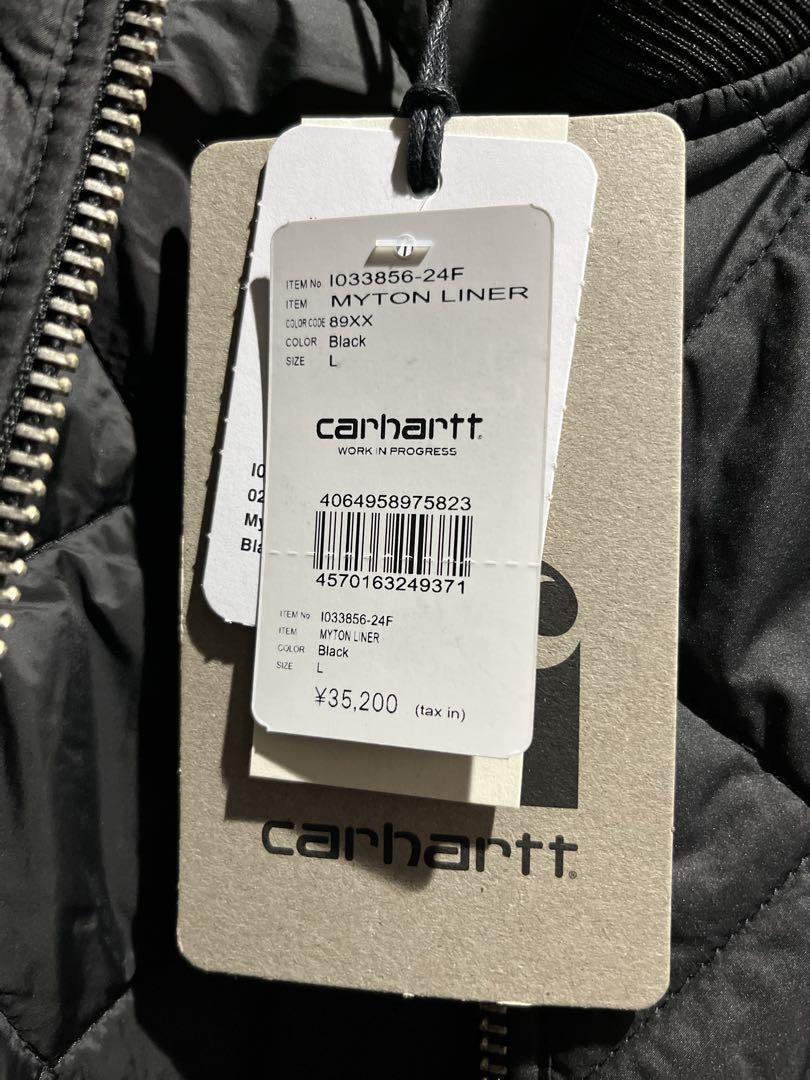 ITEM No I033856-24F
ITEM MYTON LINER
COLOR CODE 89XX
COLOR Black
SIZE L
carhartt
WORK IN PROGRESS
4064958975823
4570163249371
ITEM No I033856-24F
ITEM MYTON LINER
COLOR Black
SIZE L
¥35,200 (tax in)
I0
02
My
Bla
carhartt®